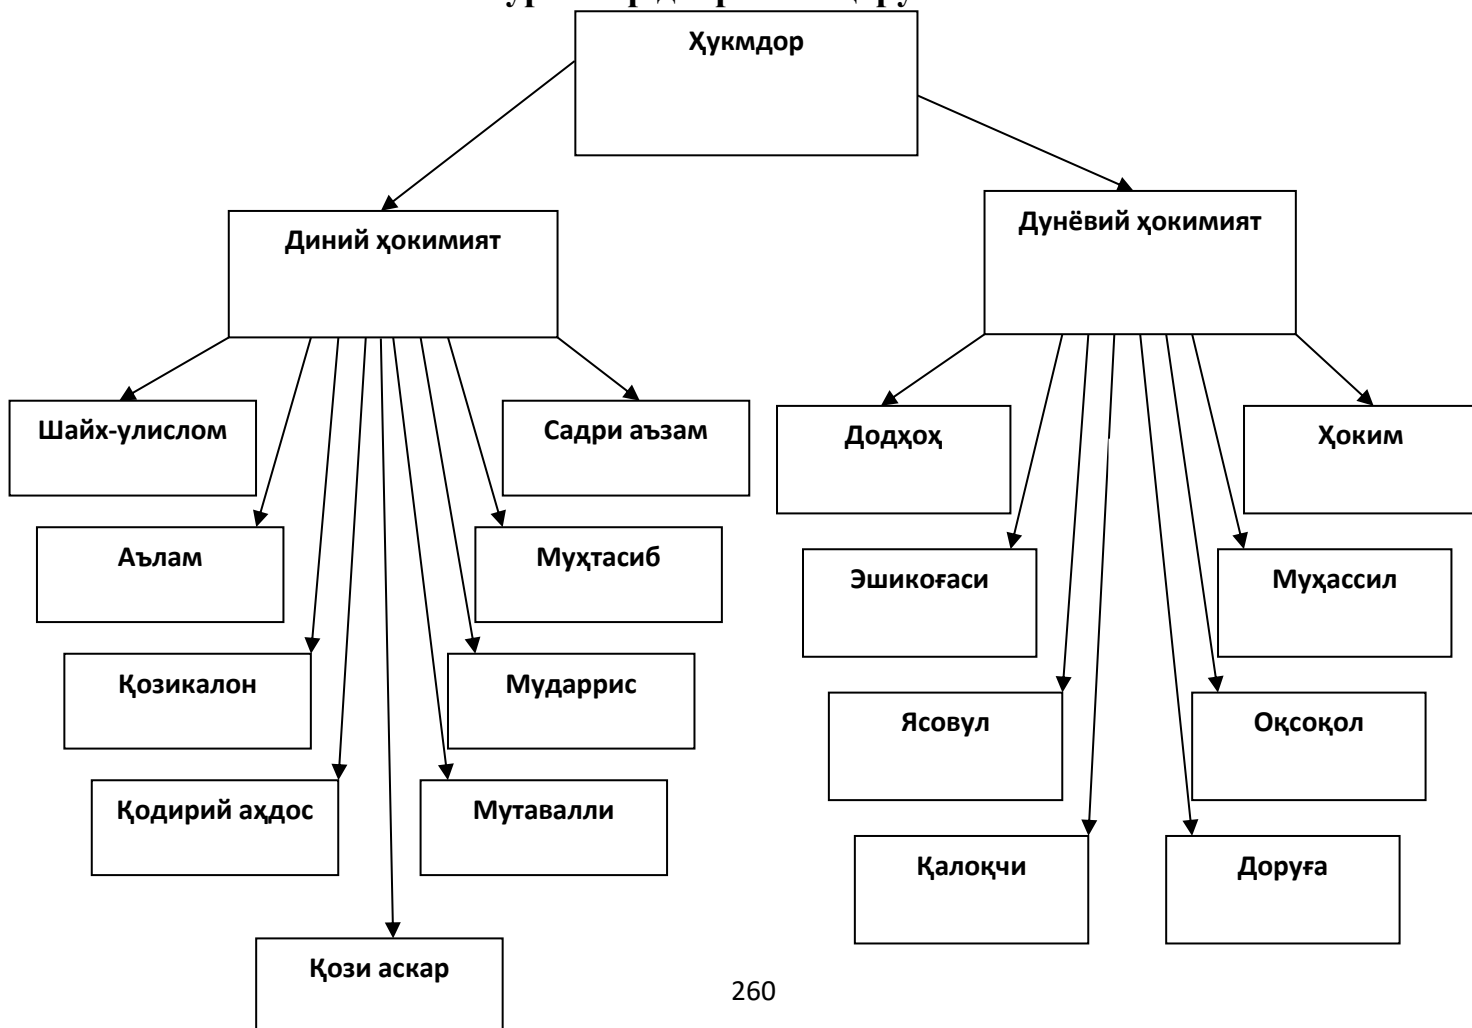 Ҳукмдор
Диний ҳокимият
Дунёвий ҳокимият
Шайх-улислом
Садри аъзам
Додҳоҳ
Ҳоким
Аълам
Муҳтасиб
Эшикоғаси
Муҳассил
Қозикалон
Мударрис
Ясовул
Оқсоқол
Қодирий аҳдос
Мутавалли
Қалоқчи
Доруға
Қози аскар
260